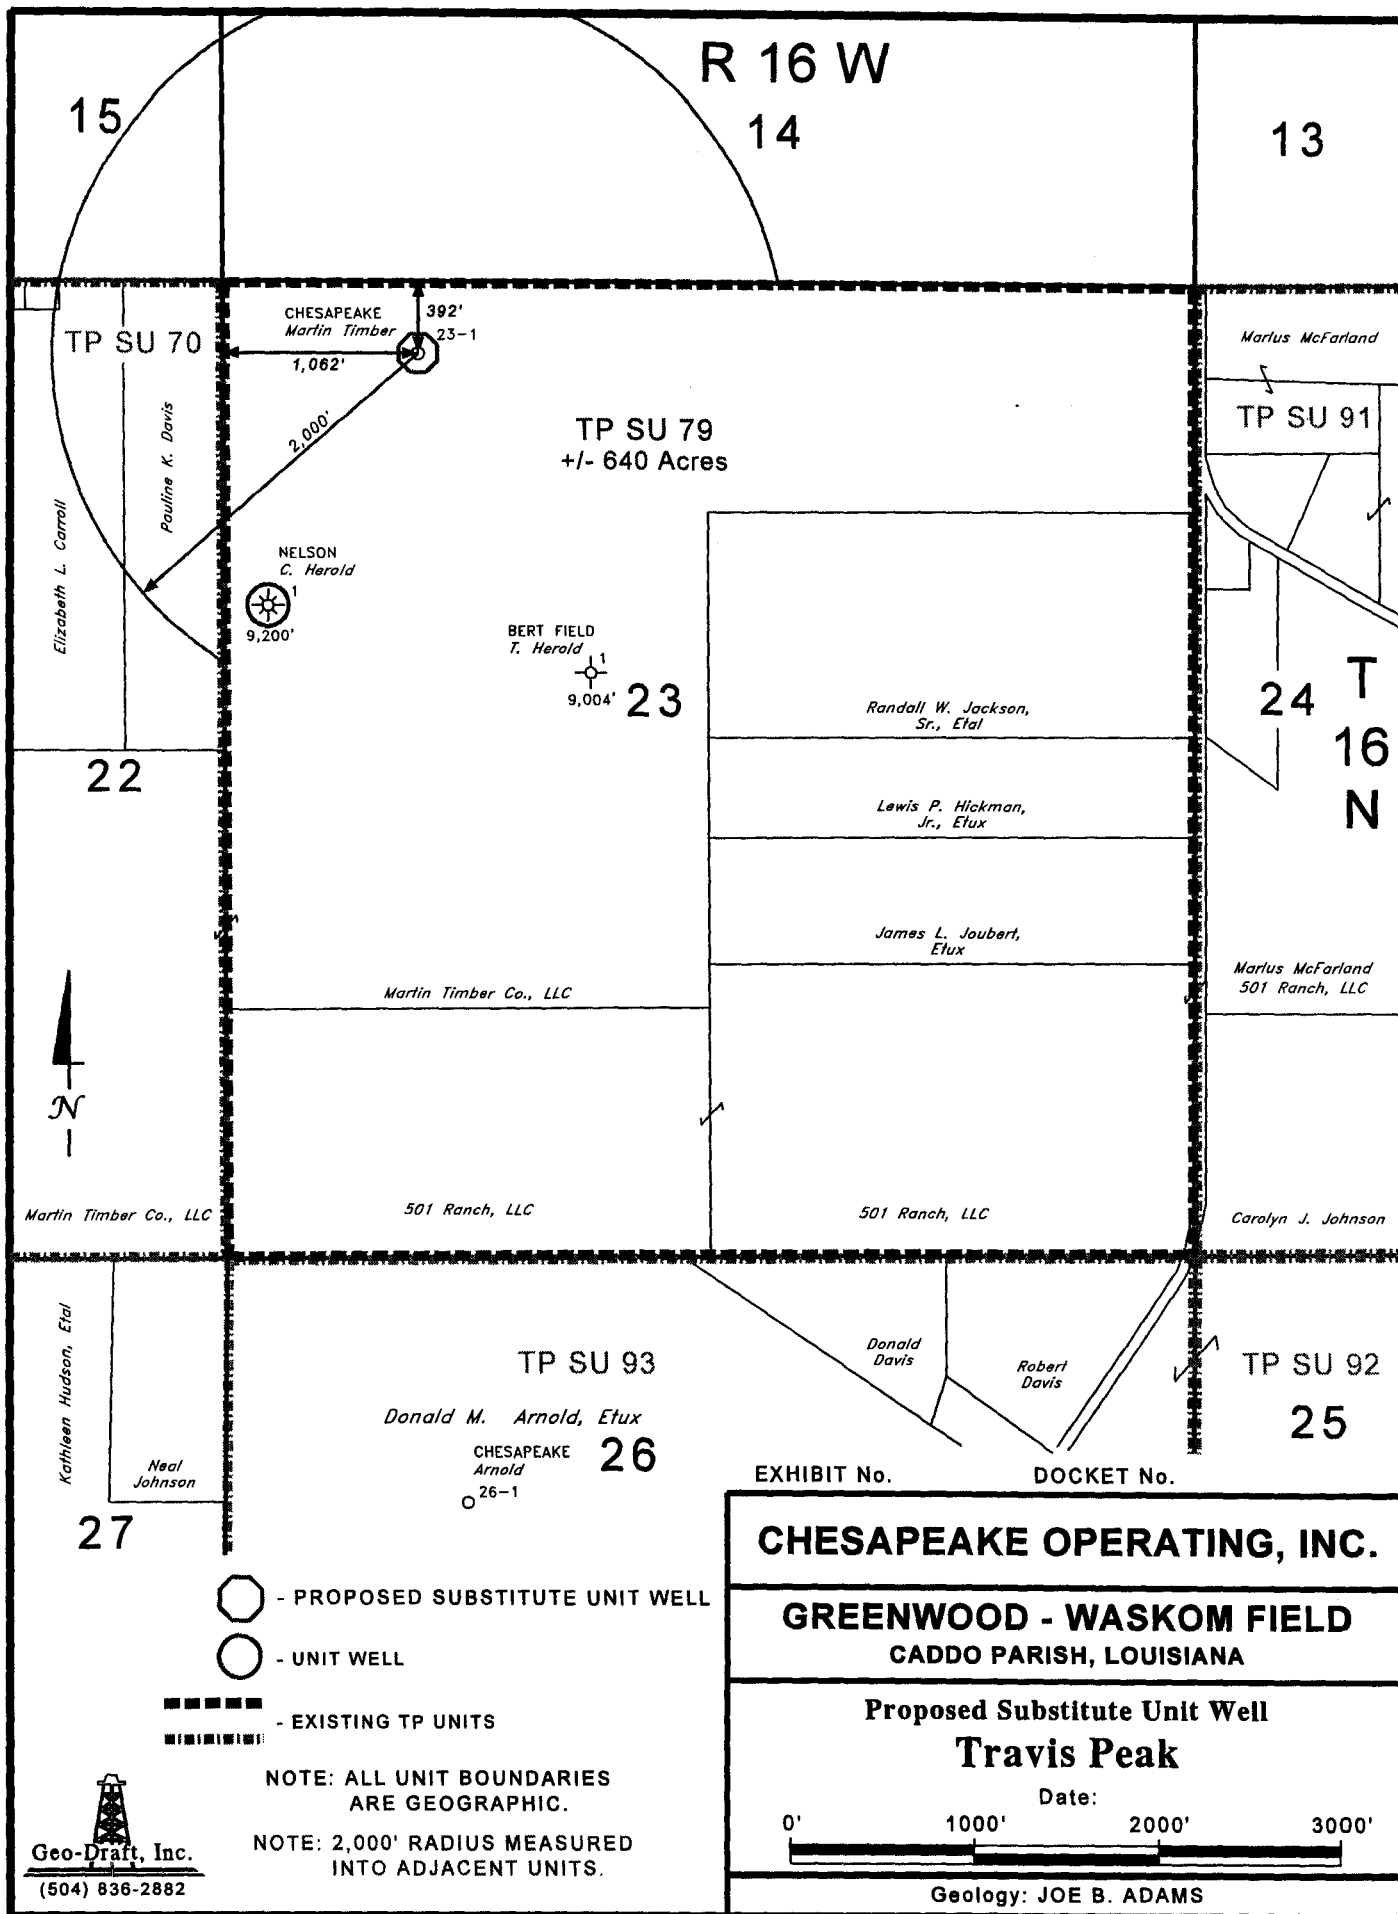 R 16 W
15
14
13
CHESAPEAKE
Martin Timber
392'
23-1
1,062'
2,000'
TP SU 70
Pauline K. Davis
Elizabeth L. Carroll
TP SU 79
+/- 640 Acres
Marlus McFarland
TP SU 91
NELSON
C. Herold
1
9,200'
BERT FIELD
T. Herold
1
9,004'
23
24
T
16
N
22
Randall W. Jackson,
Sr., Etal
Lewis P. Hickman,
Jr., Etux
James L. Joubert,
Etux
Martin Timber Co., LLC
Marlus McFarland
501 Ranch, LLC
N
Martin Timber Co., LLC
501 Ranch, LLC
501 Ranch, LLC
Carolyn J. Johnson
Kathleen Hudson, Etal
Neal
Johnson
27
TP SU 93
Donald M. Arnold, Etux
CHESAPEAKE
Arnold
26-1
26
Donald
Davis
Robert
Davis
TP SU 92
25
EXHIBIT No.
DOCKET No.
- PROPOSED SUBSTITUTE UNIT WELL
- UNIT WELL
- EXISTING TP UNITS
NOTE: ALL UNIT BOUNDARIES
ARE GEOGRAPHIC.
NOTE: 2,000' RADIUS MEASURED
INTO ADJACENT UNITS.
Geo-Draft, Inc.
(504) 836-2882
CHESAPEAKE OPERATING, INC.
GREENWOOD - WASKOM FIELD
CADDO PARISH, LOUISIANA
Proposed Substitute Unit Well
Travis Peak
Date:
0' 1000' 2000' 3000'
Geology: JOE B. ADAMS